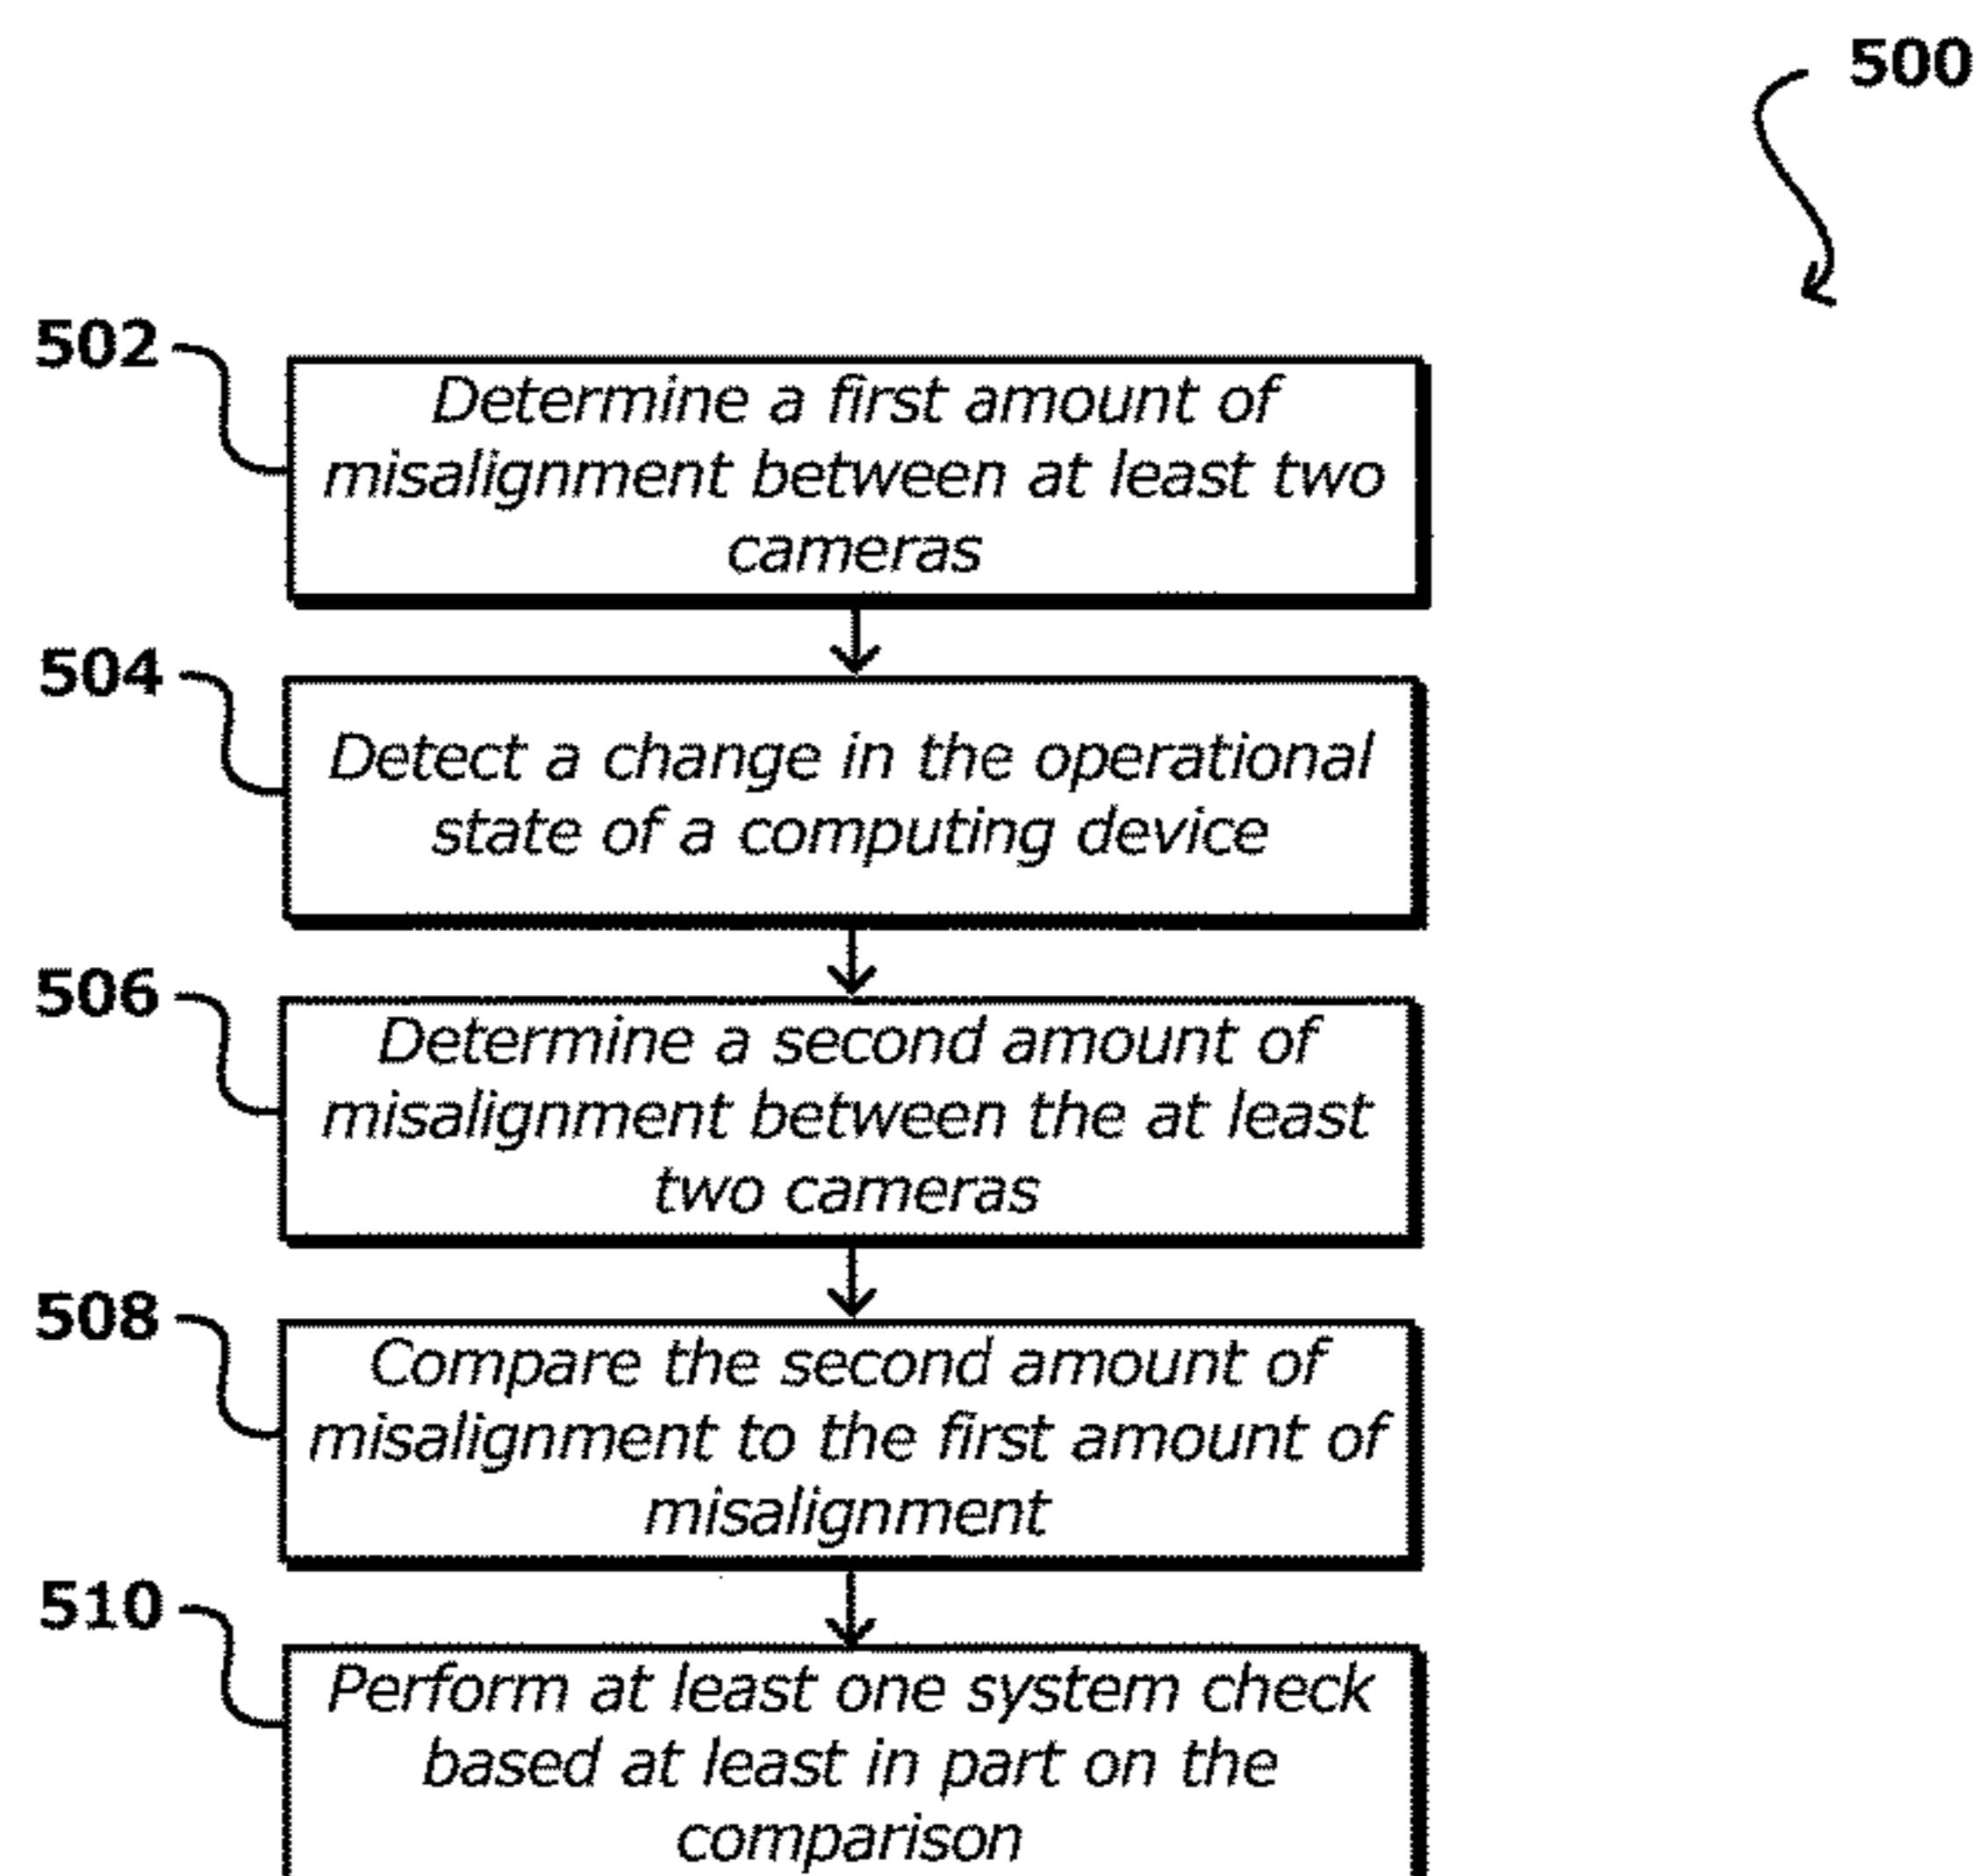 500
502
Determine a first amount of
misalignment between at least two
cameras
504
Detect a change in the operational
state of a computing device
506
Determine a second amount of
misalignment between the at least
two cameras
508
Compare the second amount of
misalignment to the first amount of
misalignment
510
Perform at least one system check
based at least in part on the
comparison